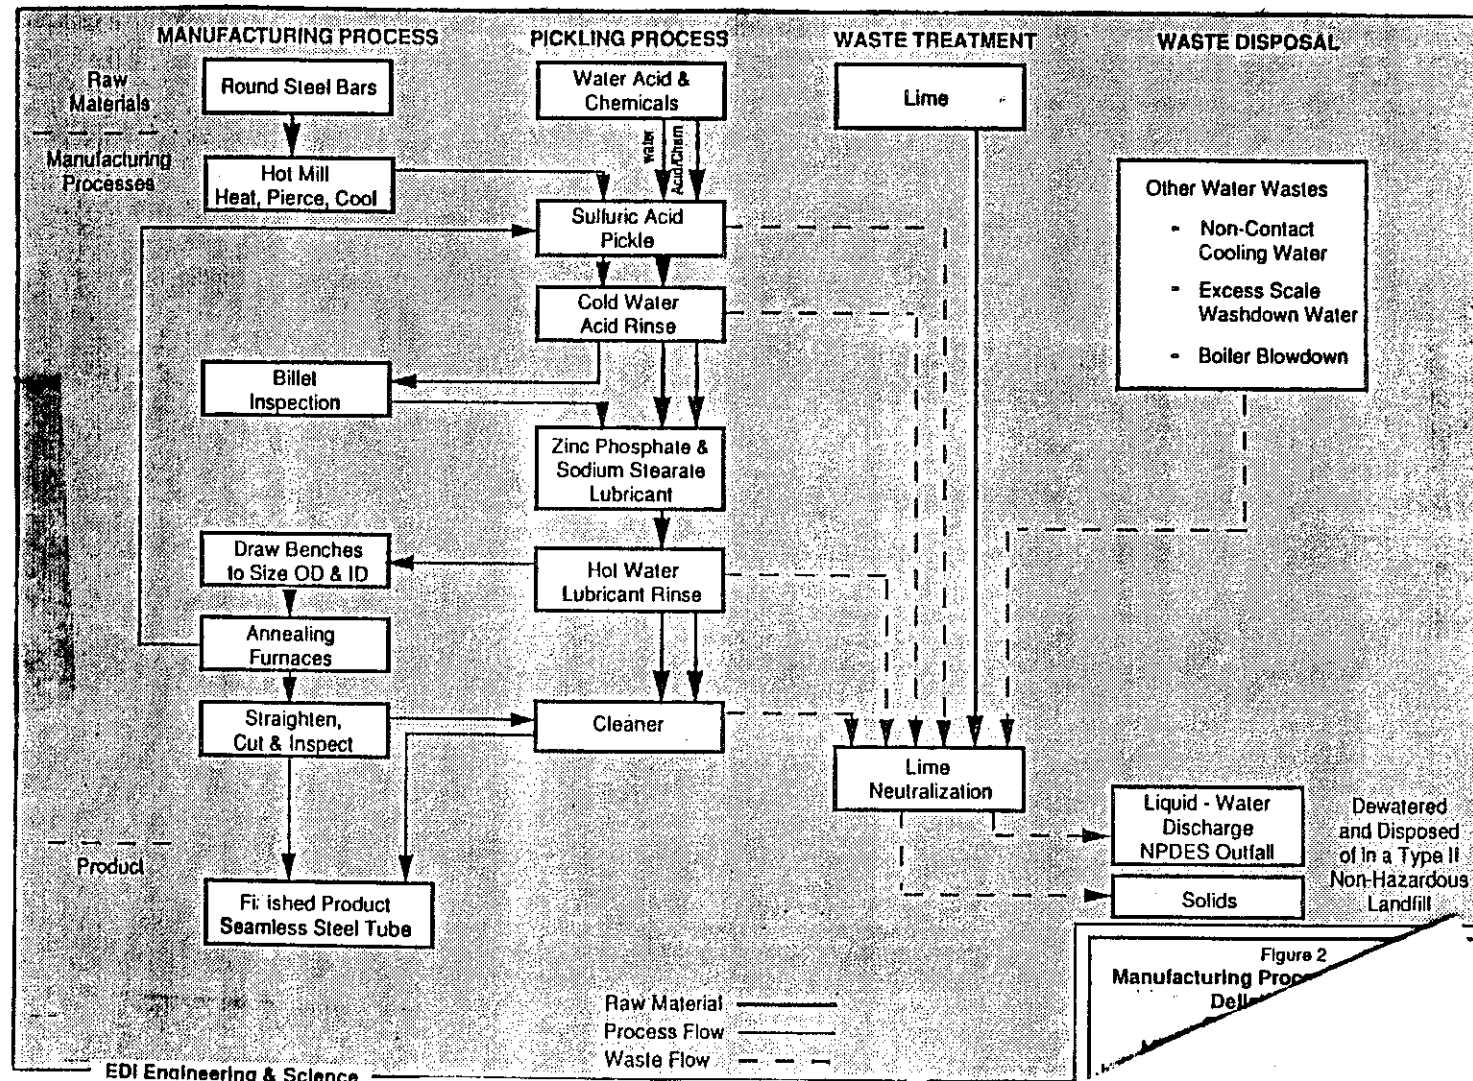 MANUFACTURING PROCESS
PICKLING PROCESS
WASTE TREATMENT
WASTE DISPOSAL
Raw
Materials
Manufacturing
Processes
Product
Round Steel Bars
Hot Mill
Heat, Pierce, Cool
Billet
Inspection
Draw Benches
to Size OD & ID
Annealing
Furnaces
Straighten,
Cut & Inspect
Fi ished Product
Seamless Steel Tube
Water Acid &
Chemicals
Water
Acid/Chem
Sulluric Acid
Pickle
Cold Water
Acid Rinse
Zinc Phosphate &
Sodium Stearate
Lubricant
Hot Water
Lubricant Rinse
Cleaner
Lime
Lime
Neutralization
Other Water Wastes
- Non-Contact
Cooling Water
- Excess Scale
Washdown Water
- Boiler Blowdown
Liquid - Water
Discharge
NPDES Outfall
Solids
Dewatered
and Disposed
of in a Type II
Non-Hazardous
Landfill
Raw Material
Process Flow
Waste Flow
Figure 2
Manufacturing Proc
EDI Engineering & Science